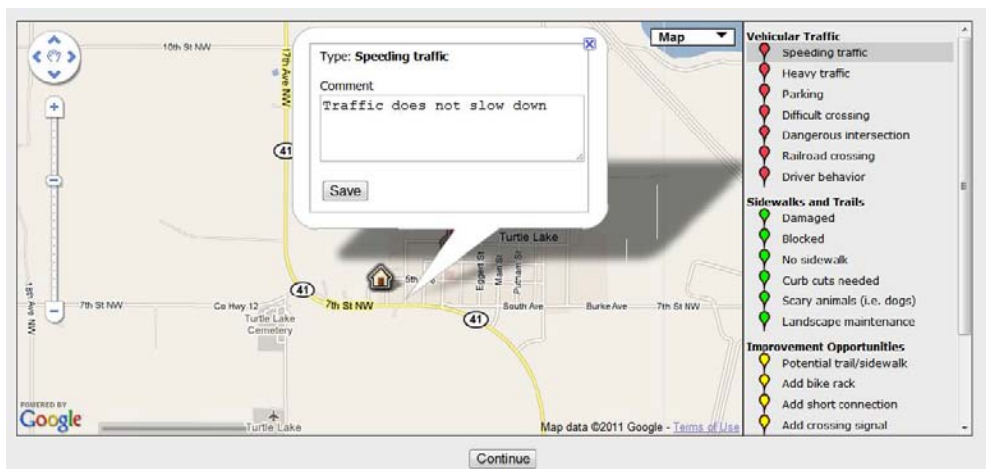 10th St NW
17th Ave NW
Map
Type: Speeding traffic
Comment
Traffic does not slow down
Save
41
Turtle Lake
5th
Eggert St
Main St
Putnam St
41
7th St NW
Co Hwy 12
7th St NW
South Ave
Burke Ave
7th St NW
41
18th Ave NW
Turtle Lake
Cemetery
POWERED BY
Google
Turtle Lake
Map data ©2011 Google - Terms of Use
Vehicular Traffic
Speeding traffic
Heavy traffic
Parking
Difficult crossing
Dangerous intersection
Railroad crossing
Driver behavior
Sidewalks and Trails
Damaged
Blocked
No sidewalk
Curb cuts needed
Scary animals (i.e. dogs)
Landscape maintenance
Improvement Opportunities
Potential trail/sidewalk
Add bike rack
Add short connection
Add crossing signal
Continue